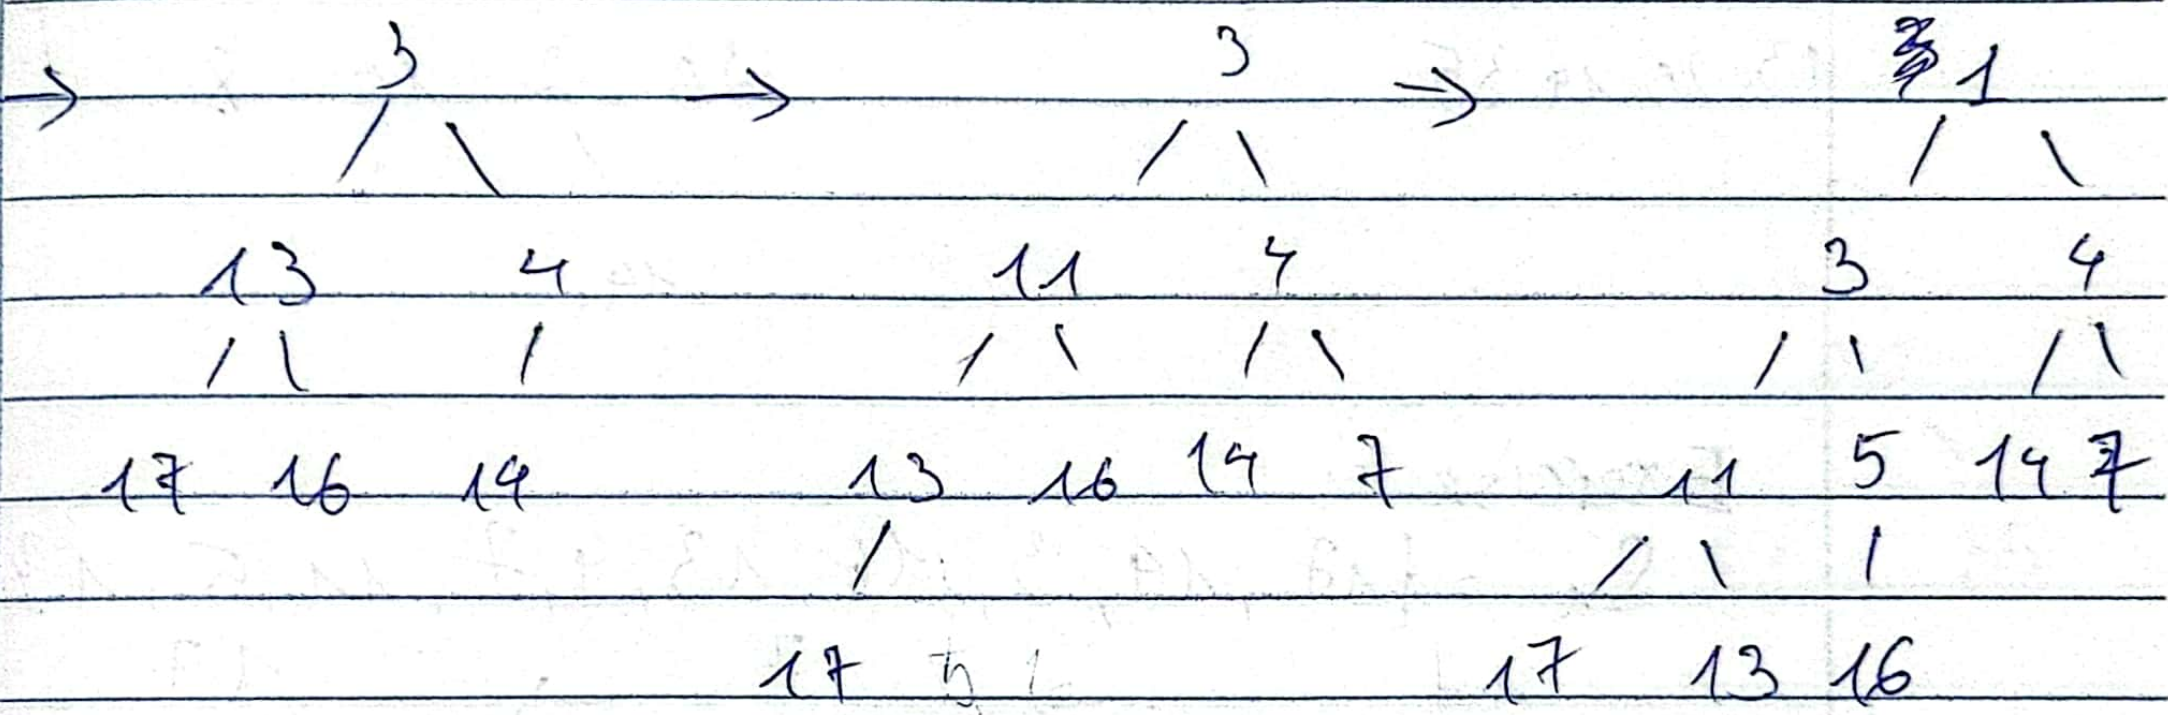 → 3 → 3 → 1
13 4 11 4 3 4
17 16 14 13 16 14 7 11 5 14 7
17 17 13 16